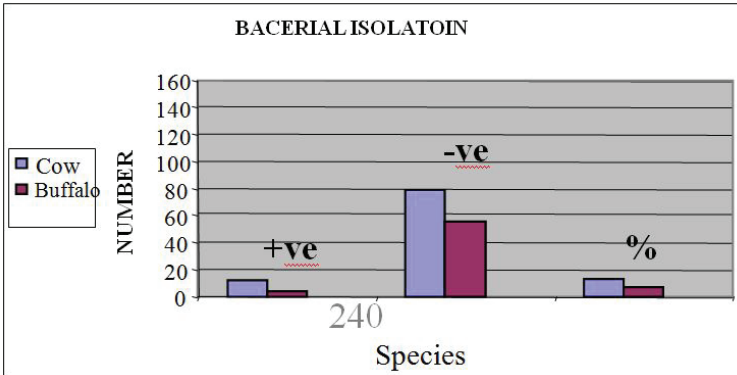 BACERIAL ISOLATOIN
Cow
Buffalo
NUMBER
160
140
120
100
80
60
40
20
0
+ve
-ve
%
240
Species